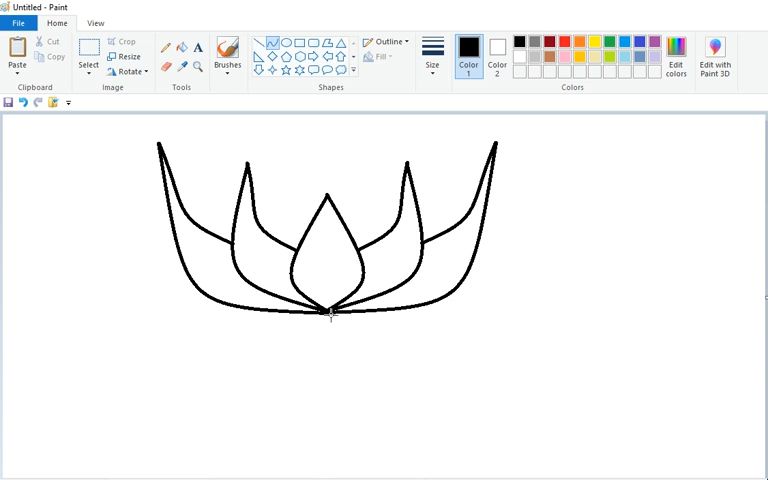 Untitled - Paint
File Home View
Paste
Cut
Copy
Clipboard
Select
Crop
Resize
Rotate
Image
A
Tools
Brushes
Outline
Fill
Shapes
Size
Color 1
Color 2
Edit colors
Colors
Edit with Paint 3D